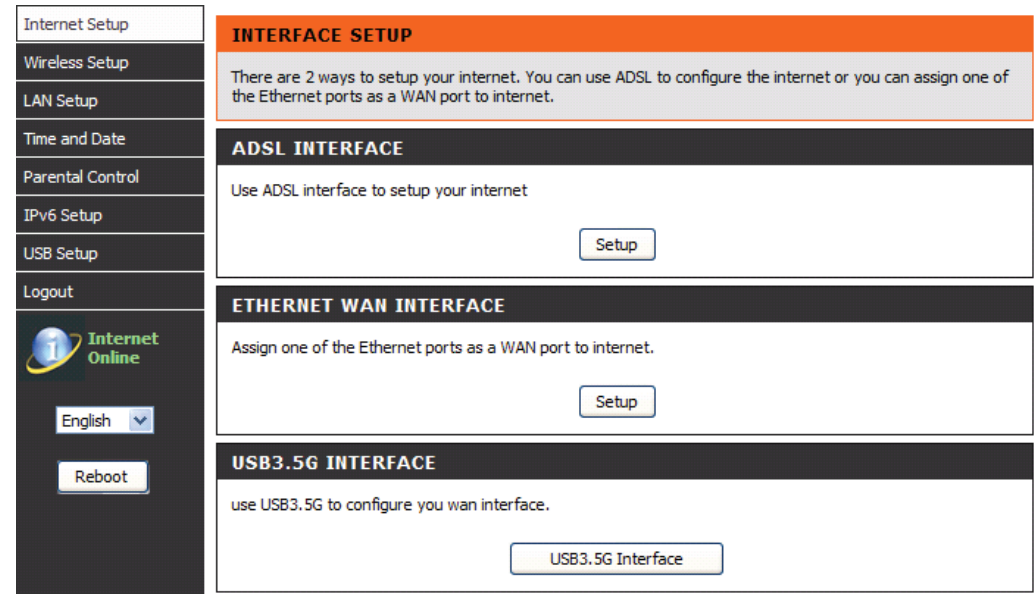 Internet Setup
Wireless Setup
LAN Setup
Time and Date
Parental Control
IPv6 Setup
USB Setup
Logout
Internet
Online
English
Reboot
INTERFACE SETUP
There are 2 ways to setup your internet. You can use ADSL to configure the internet or you can assign one of
the Ethernet ports as a WAN port to internet.
ADSL INTERFACE
Use ADSL interface to setup your internet
Setup
ETHERNET WAN INTERFACE
Assign one of the Ethernet ports as a WAN port to internet.
Setup
USB3.5G INTERFACE
use USB3.5G to configure you wan interface.
USB3.5G Interface